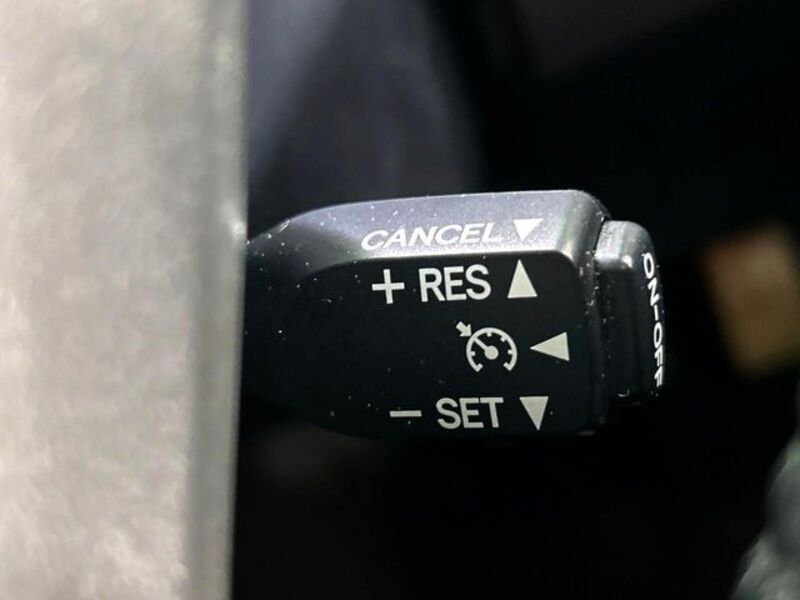 CANCEL ▼
+ RES ▲
◀
− SET ▼
ON-OFF